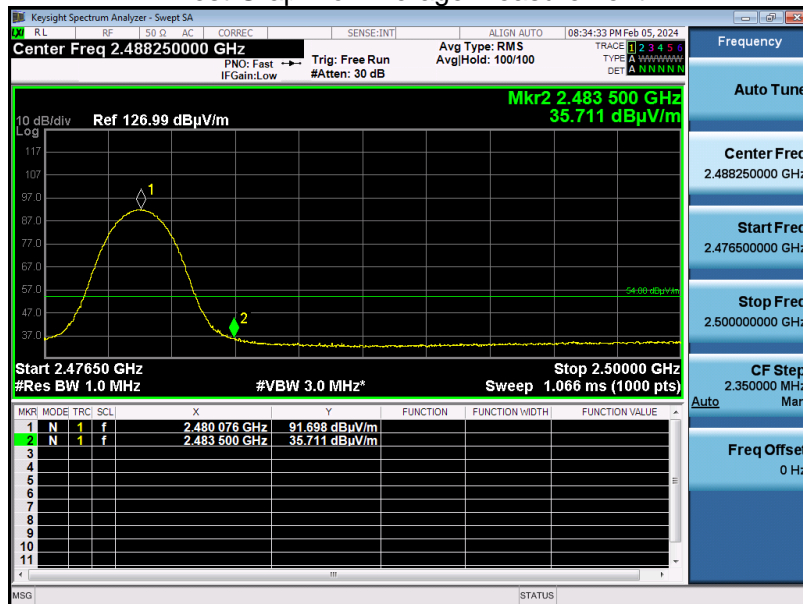 Keysight Spectrum Analyzer - Swept SA
LXI RL RF 50 Ω AC CORREC SENSE:INT ALIGN AUTO 08:34:33 PM Feb 05, 2024
Center Freq 2.488250000 GHz
PNO: Fast
IFGain:Low
Trig: Free Run
#Atten: 30 dB
Avg Type: RMS
Avg|Hold: 100/100
TRACE 1 2 3 4 5 6
TYPE A WWWWW
DET A N N N N N
Frequency
Mkr2 2.483 500 GHz
35.711 dBµV/m
10 dB/div Ref 126.99 dBµV/m
Log
117
107
97.0
87.0
77.0
67.0
57.0
47.0
37.0
1
2
54.00 dBµV/m
Start 2.47650 GHz Stop 2.50000 GHz
#Res BW 1.0 MHz #VBW 3.0 MHz* Sweep 1.066 ms (1000 pts)
MKR MODE TRC SCL X Y FUNCTION FUNCTION WIDTH FUNCTION VALUE
1 N 1 f 2.480 076 GHz 91.698 dBµV/m
2 N 1 f 2.483 500 GHz 35.711 dBµV/m
3
4
5
6
7
8
9
10
11
MSG STATUS
Auto Tune
Center Freq
2.488250000 GHz
Start Freq
2.476500000 GHz
Stop Freq
2.500000000 GHz
CF Step
2.350000 MHz
Auto Man
Freq Offset
0 Hz